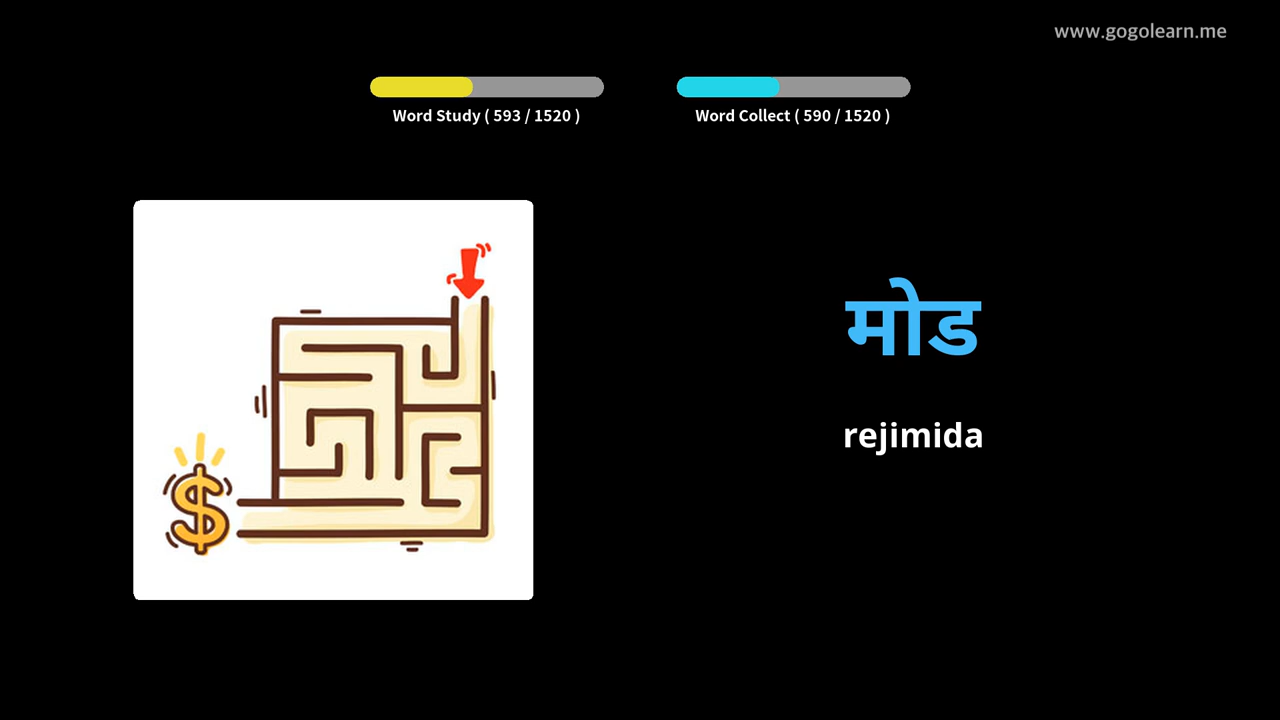 www.gogolearn.me
Word Study ( 593 / 1520 )
Word Collect ( 590 / 1520 )
मोड
rejimida
$